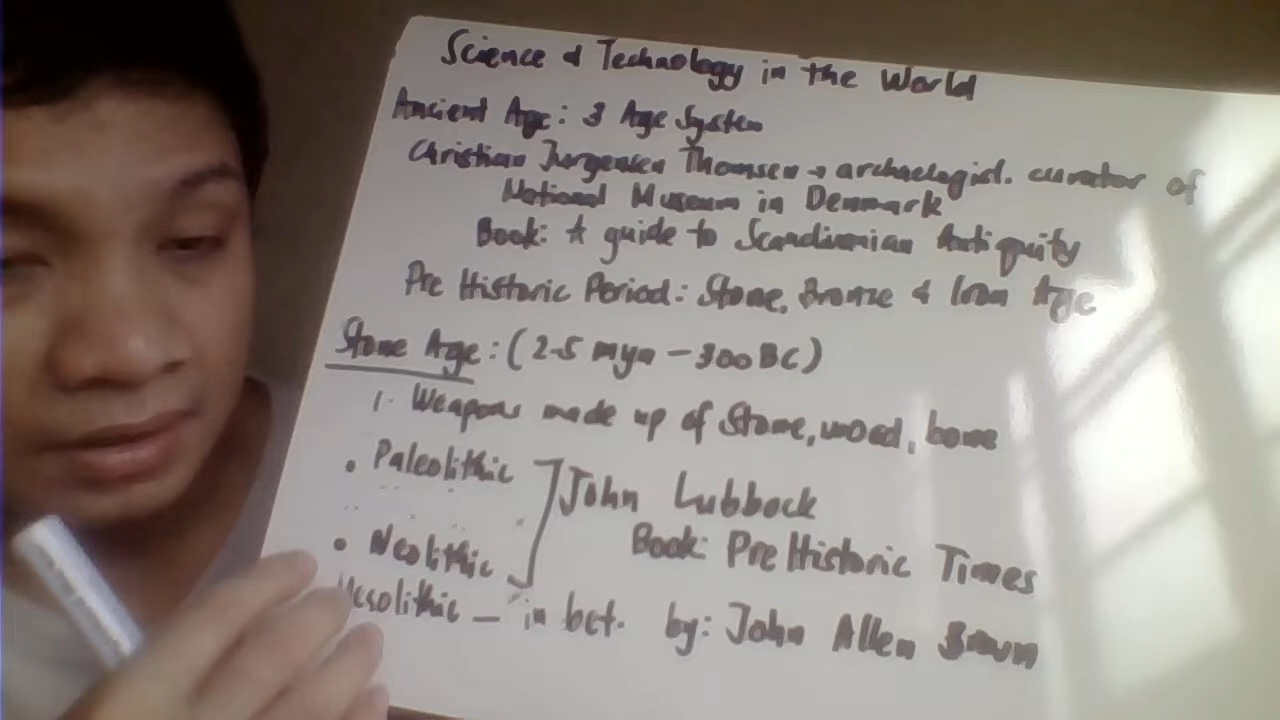 Science & Technology in the World
Ancient Age: 3 Age System
Christian Jurgensen Thomsen → archaelogist. curator of
National Museum in Denmark
Book: A guide to Scandinavian Antiquity
Pre Historic Period: Stone, Bronze & Iron Age
Stone Age: (2.5 mya - 300 BC)
1. Weapons made up of Stone, wood, bone
• Paleolithic ] John Lubbock
Book: Pre Historic Times
• Neolithic
Mesolithic - in bet. by: John Allen Brown